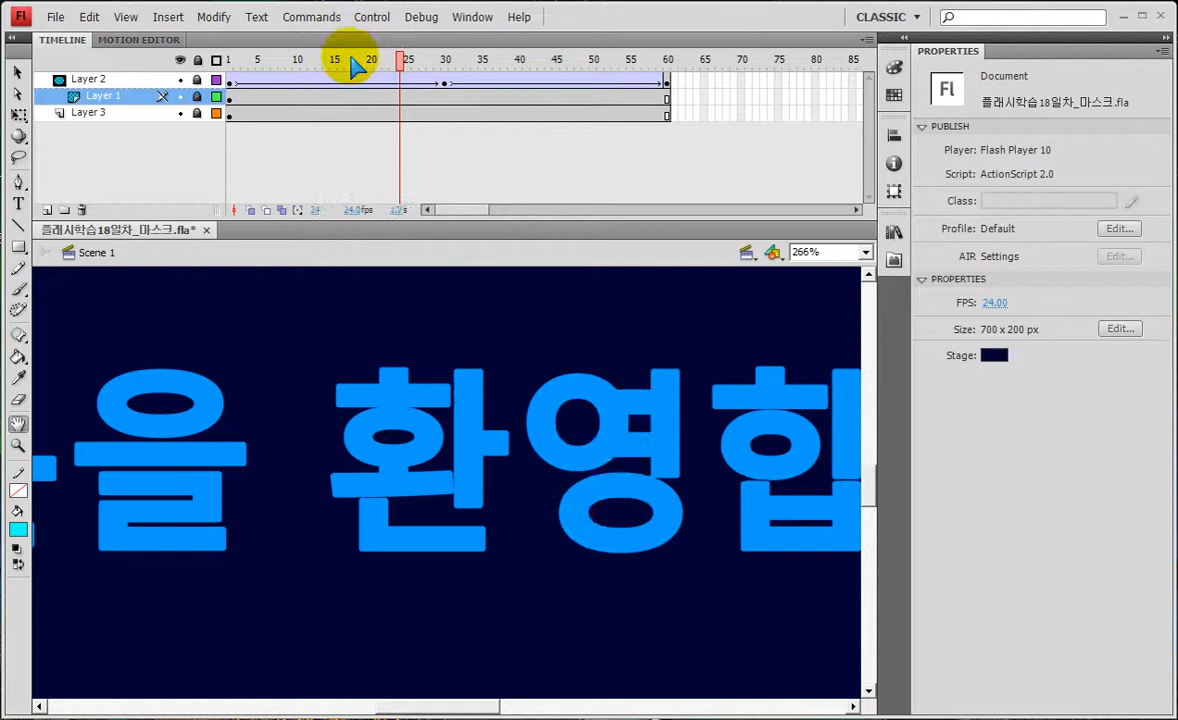 Fl File Edit View Insert Modify Text Commands Control Debug Window Help CLASSIC
TIMELINE MOTION EDITOR
1 5 10 15 20 25 30 35 40 45 50 55 60 65 70 75 80 85
Layer 2
Layer 1
Layer 3
24 24.0fps
플래시학습18일차_마스크.fla* ×
Scene 1 266%
을 환영합
PROPERTIES
Fl Document
플래시학습18일차_마스크.fla
PUBLISH
Player: Flash Player 10
Script: ActionScript 2.0
Class:
Profile: Default Edit...
AIR Settings Edit...
PROPERTIES
FPS: 24.00
Size: 700 x 200 px Edit...
Stage: